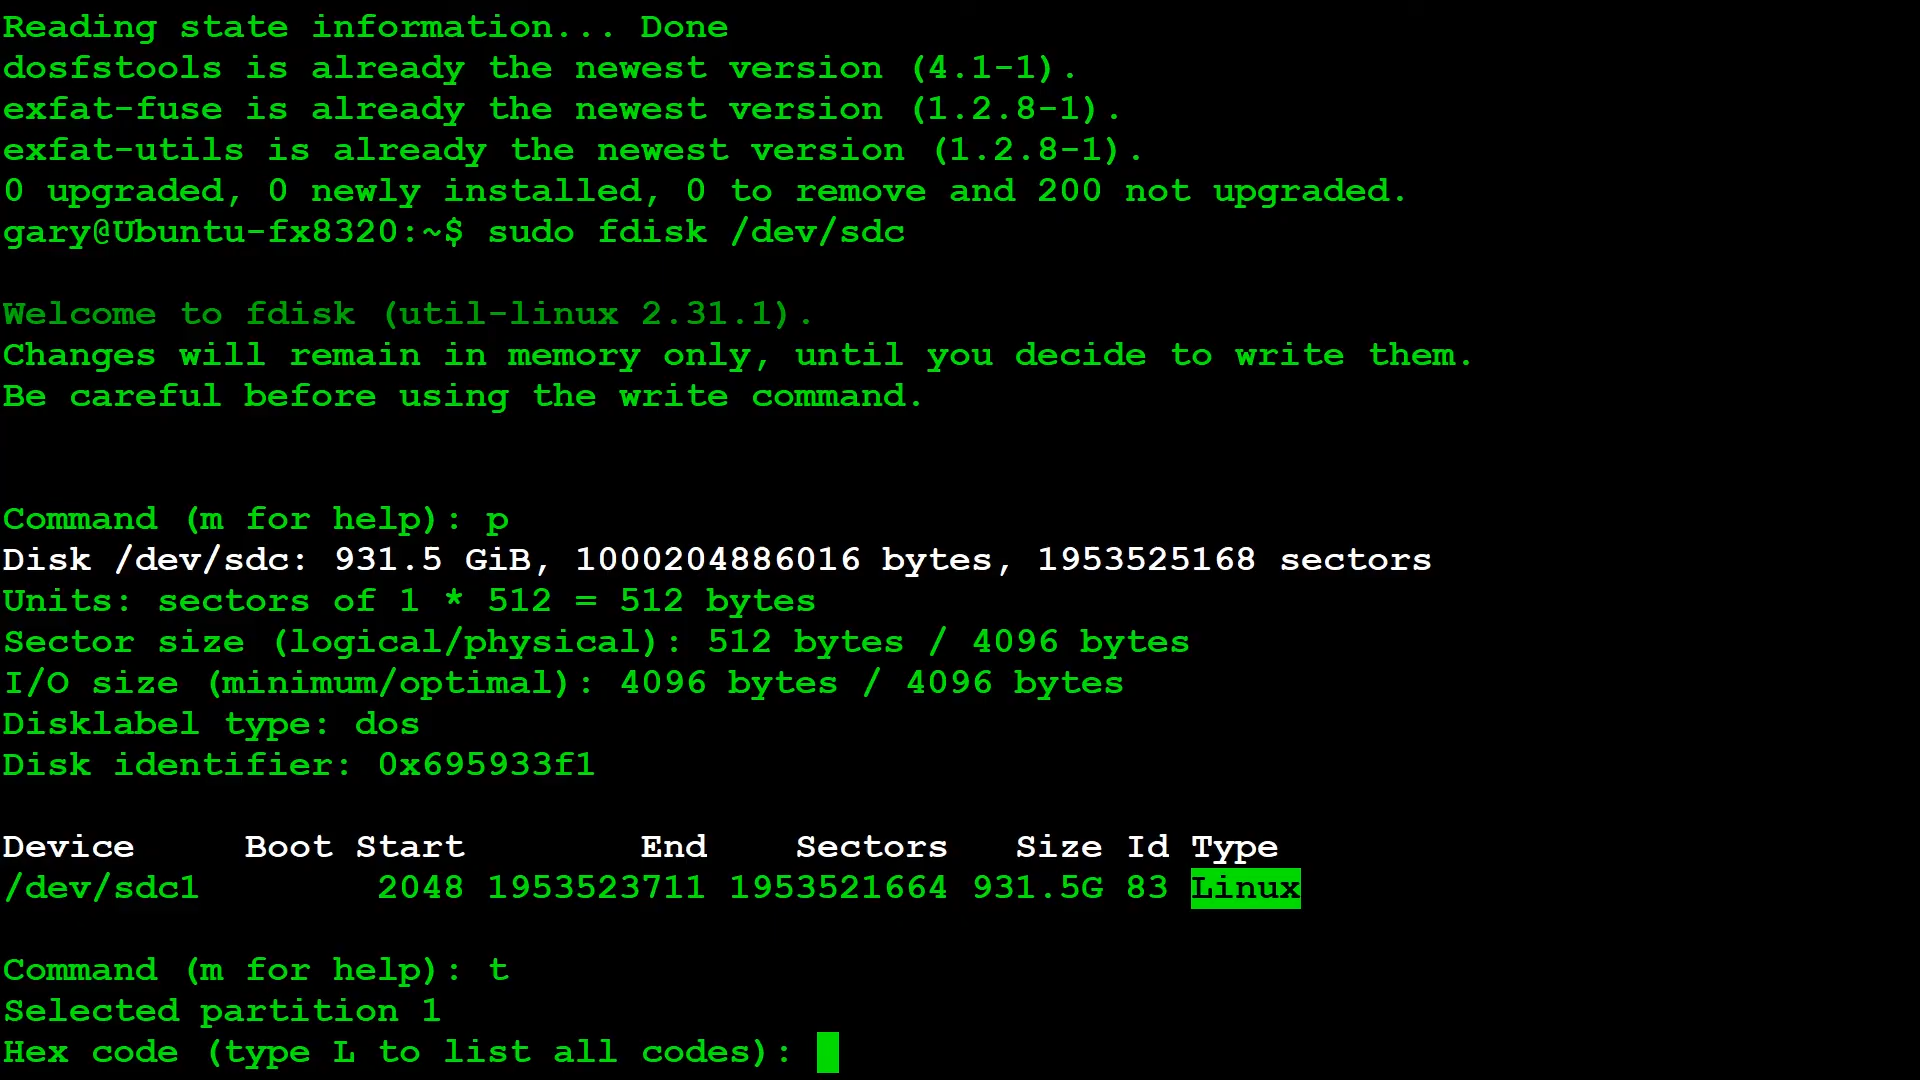 Reading state information... Done
dosfstools is already the newest version (4.1-1).
exfat-fuse is already the newest version (1.2.8-1).
exfat-utils is already the newest version (1.2.8-1).
0 upgraded, 0 newly installed, 0 to remove and 200 not upgraded.
gary@Ubuntu-fx8320:~$ sudo fdisk /dev/sdc
Welcome to fdisk (util-linux 2.31.1).
Changes will remain in memory only, until you decide to write them.
Be careful before using the write command.
Command (m for help): p
Disk /dev/sdc: 931.5 GiB, 1000204886016 bytes, 1953525168 sectors
Units: sectors of 1 * 512 = 512 bytes
Sector size (logical/physical): 512 bytes / 4096 bytes
I/O size (minimum/optimal): 4096 bytes / 4096 bytes
Disklabel type: dos
Disk identifier: 0x695933f1
Device     Boot Start        End    Sectors   Size Id Type
/dev/sdc1        2048 1953523711 1953521664 931.5G 83 Linux
Command (m for help): t
Selected partition 1
Hex code (type L to list all codes):